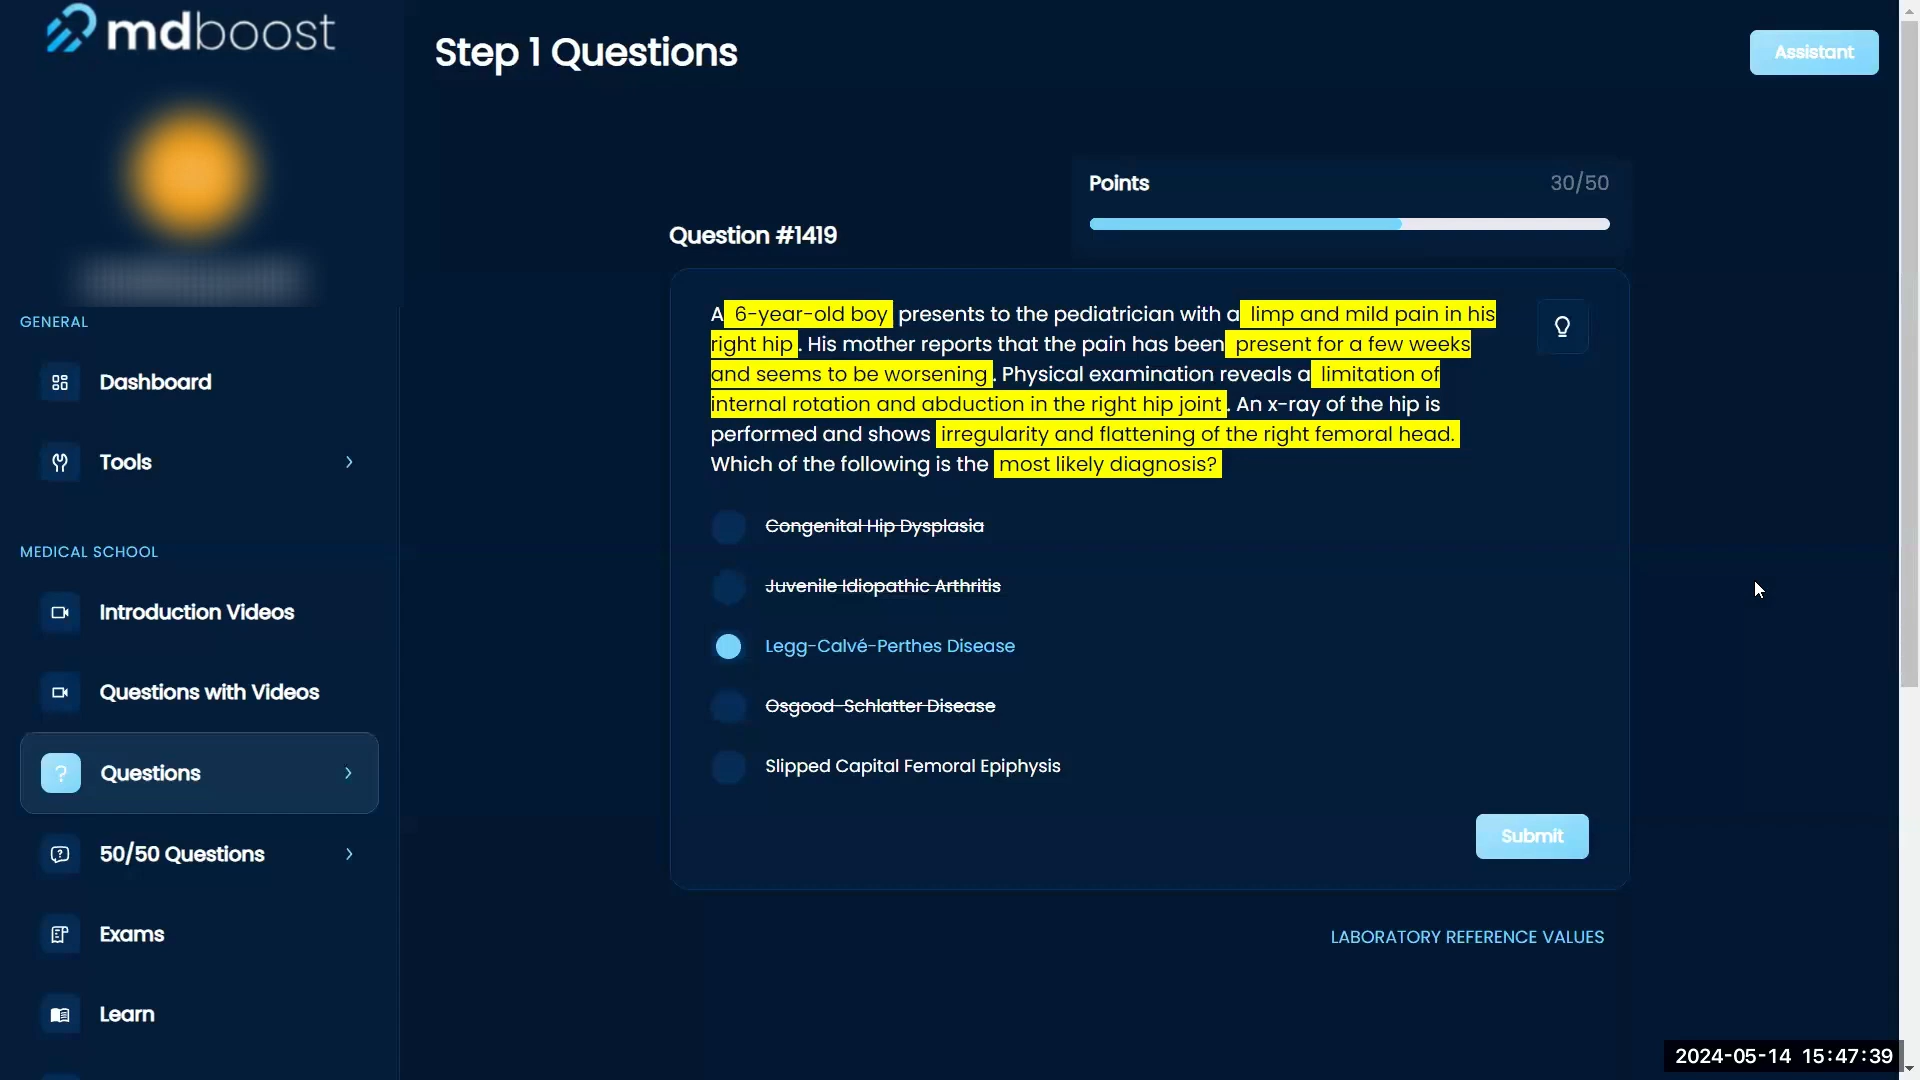 mdboost
Step 1 Questions
Assistant
Points 30/50
Question #1419
A 6-year-old boy presents to the pediatrician with a limp and mild pain in his
right hip. His mother reports that the pain has been present for a few weeks
and seems to be worsening. Physical examination reveals a limitation of
internal rotation and abduction in the right hip joint. An x-ray of the hip is
performed and shows irregularity and flattening of the right femoral head.
Which of the following is the most likely diagnosis?
Congenital Hip Dysplasia
Juvenile Idiopathic Arthritis
Legg-Calvé-Perthes Disease
Osgood-Schlatter Disease
Slipped Capital Femoral Epiphysis
Submit
LABORATORY REFERENCE VALUES
GENERAL
Dashboard
Tools
MEDICAL SCHOOL
Introduction Videos
Questions with Videos
Questions
50/50 Questions
Exams
Learn
2024-05-14 15:47:39